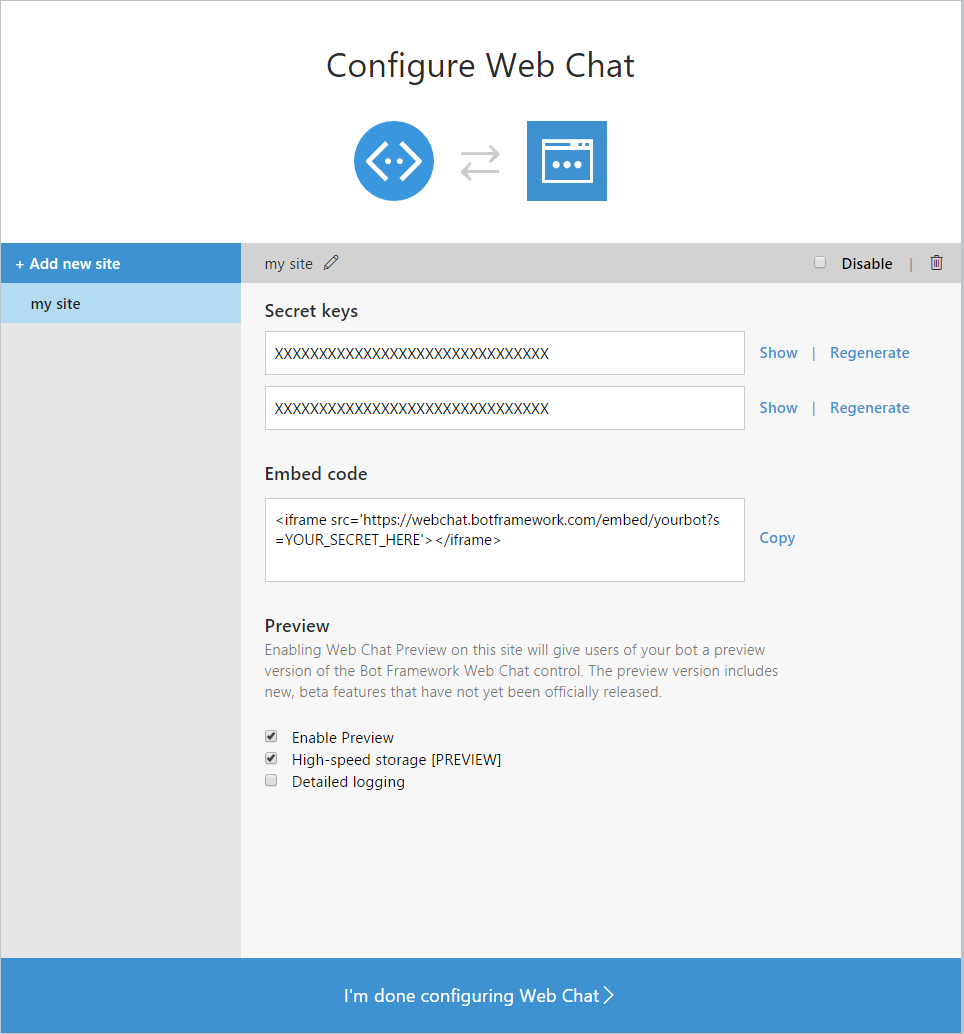 Configure Web Chat
+ Add new site
my site
my site
Disable |
Secret keys
XXXXXXXXXXXXXXXXXXXXXXXXXXXXXXX
Show | Regenerate
XXXXXXXXXXXXXXXXXXXXXXXXXXXXXXX
Show | Regenerate
Embed code
<iframe src='https://webchat.botframework.com/embed/yourbot?s
=YOUR_SECRET_HERE'></iframe>
Copy
Preview
Enabling Web Chat Preview on this site will give users of your bot a preview
version of the Bot Framework Web Chat control. The preview version includes
new, beta features that have not yet been officially released.
Enable Preview
High-speed storage [PREVIEW]
Detailed logging
I'm done configuring Web Chat